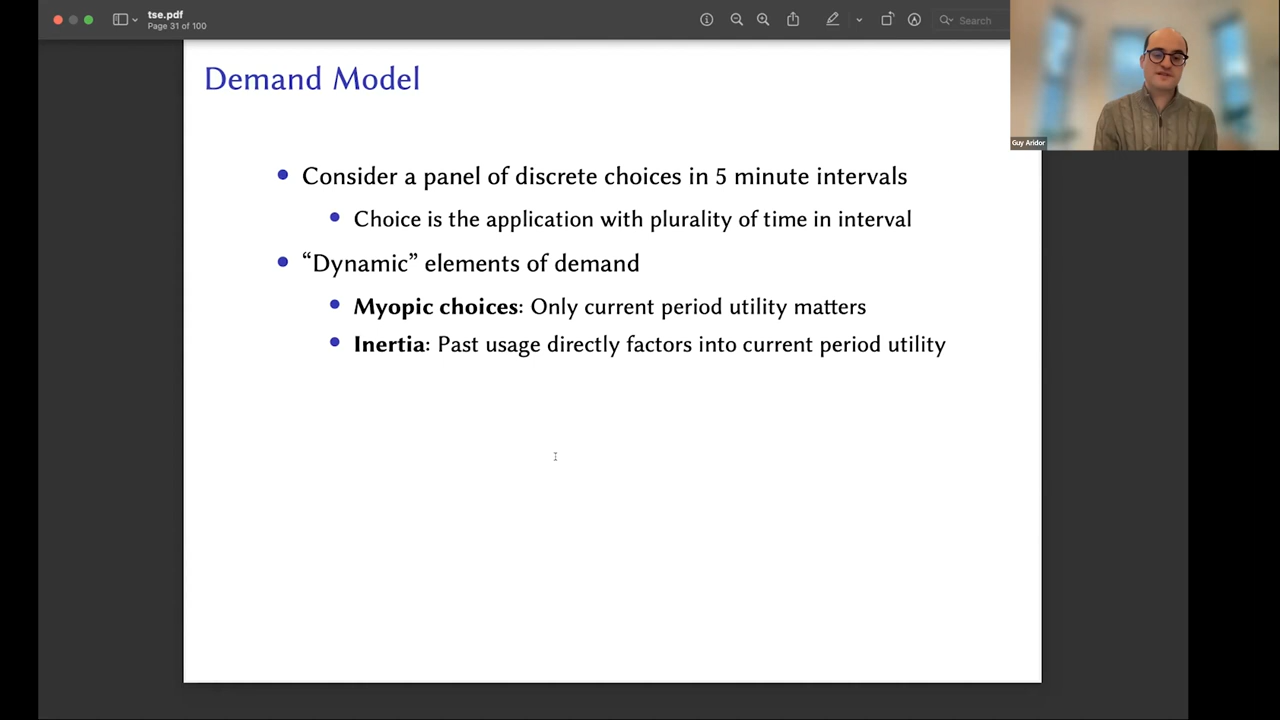 tse.pdf
Page 31 of 100
Search
Demand Model
Guy Aridor
• Consider a panel of discrete choices in 5 minute intervals
• Choice is the application with plurality of time in interval
• “Dynamic” elements of demand
• Myopic choices: Only current period utility matters
• Inertia: Past usage directly factors into current period utility